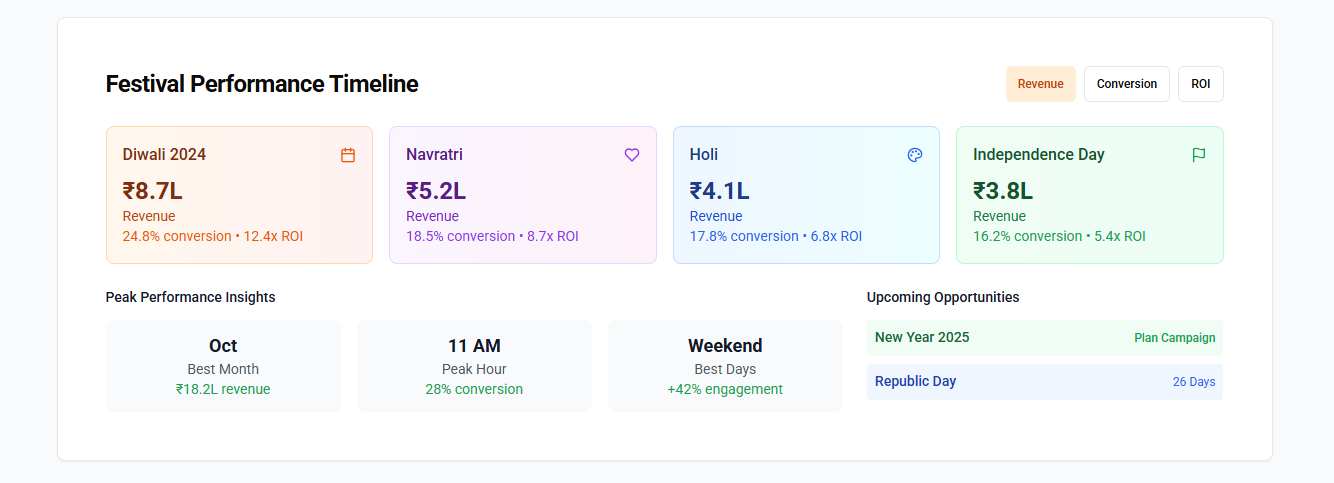 Festival Performance Timeline
Revenue
Conversion
ROI
Diwali 2024
₹8.7L
Revenue
24.8% conversion • 12.4x ROI
Navratri
₹5.2L
Revenue
18.5% conversion • 8.7x ROI
Holi
₹4.1L
Revenue
17.8% conversion • 6.8x ROI
Independence Day
₹3.8L
Revenue
16.2% conversion • 5.4x ROI
Peak Performance Insights
Oct
Best Month
₹18.2L revenue
11 AM
Peak Hour
28% conversion
Weekend
Best Days
+42% engagement
Upcoming Opportunities
New Year 2025
Plan Campaign
Republic Day
26 Days